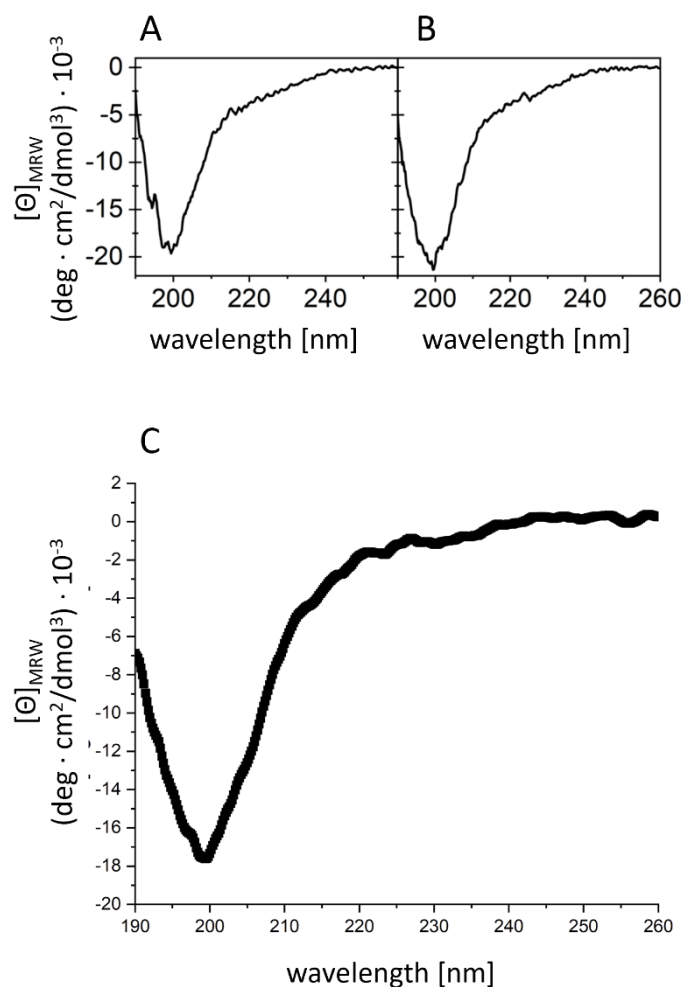 A B
0
-5
-10
-15
-20
[Θ]MRW
(deg · cm²/dmol³) · 10⁻³
200 220 240 200 220 240 260
wavelength [nm] wavelength [nm]
C
2
0
-2
-4
-6
-8
-10
-12
-14
-16
-18
-20
[Θ]MRW
(deg · cm²/dmol³) · 10⁻³
190 200 210 220 230 240 250 260
wavelength [nm]